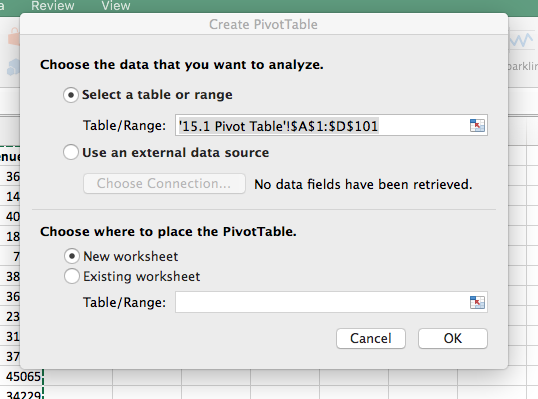 a Review View
Create PivotTable
Choose the data that you want to analyze.
Select a table or range
Table/Range: '15.1 Pivot Table'!$A$1:$D$101
Use an external data source
Choose Connection... No data fields have been retrieved.
Choose where to place the PivotTable.
New worksheet
Existing worksheet
Table/Range:
Cancel OK
parklin
enue
36
14
40
18
7
38
36
23
31
37
45065
34229